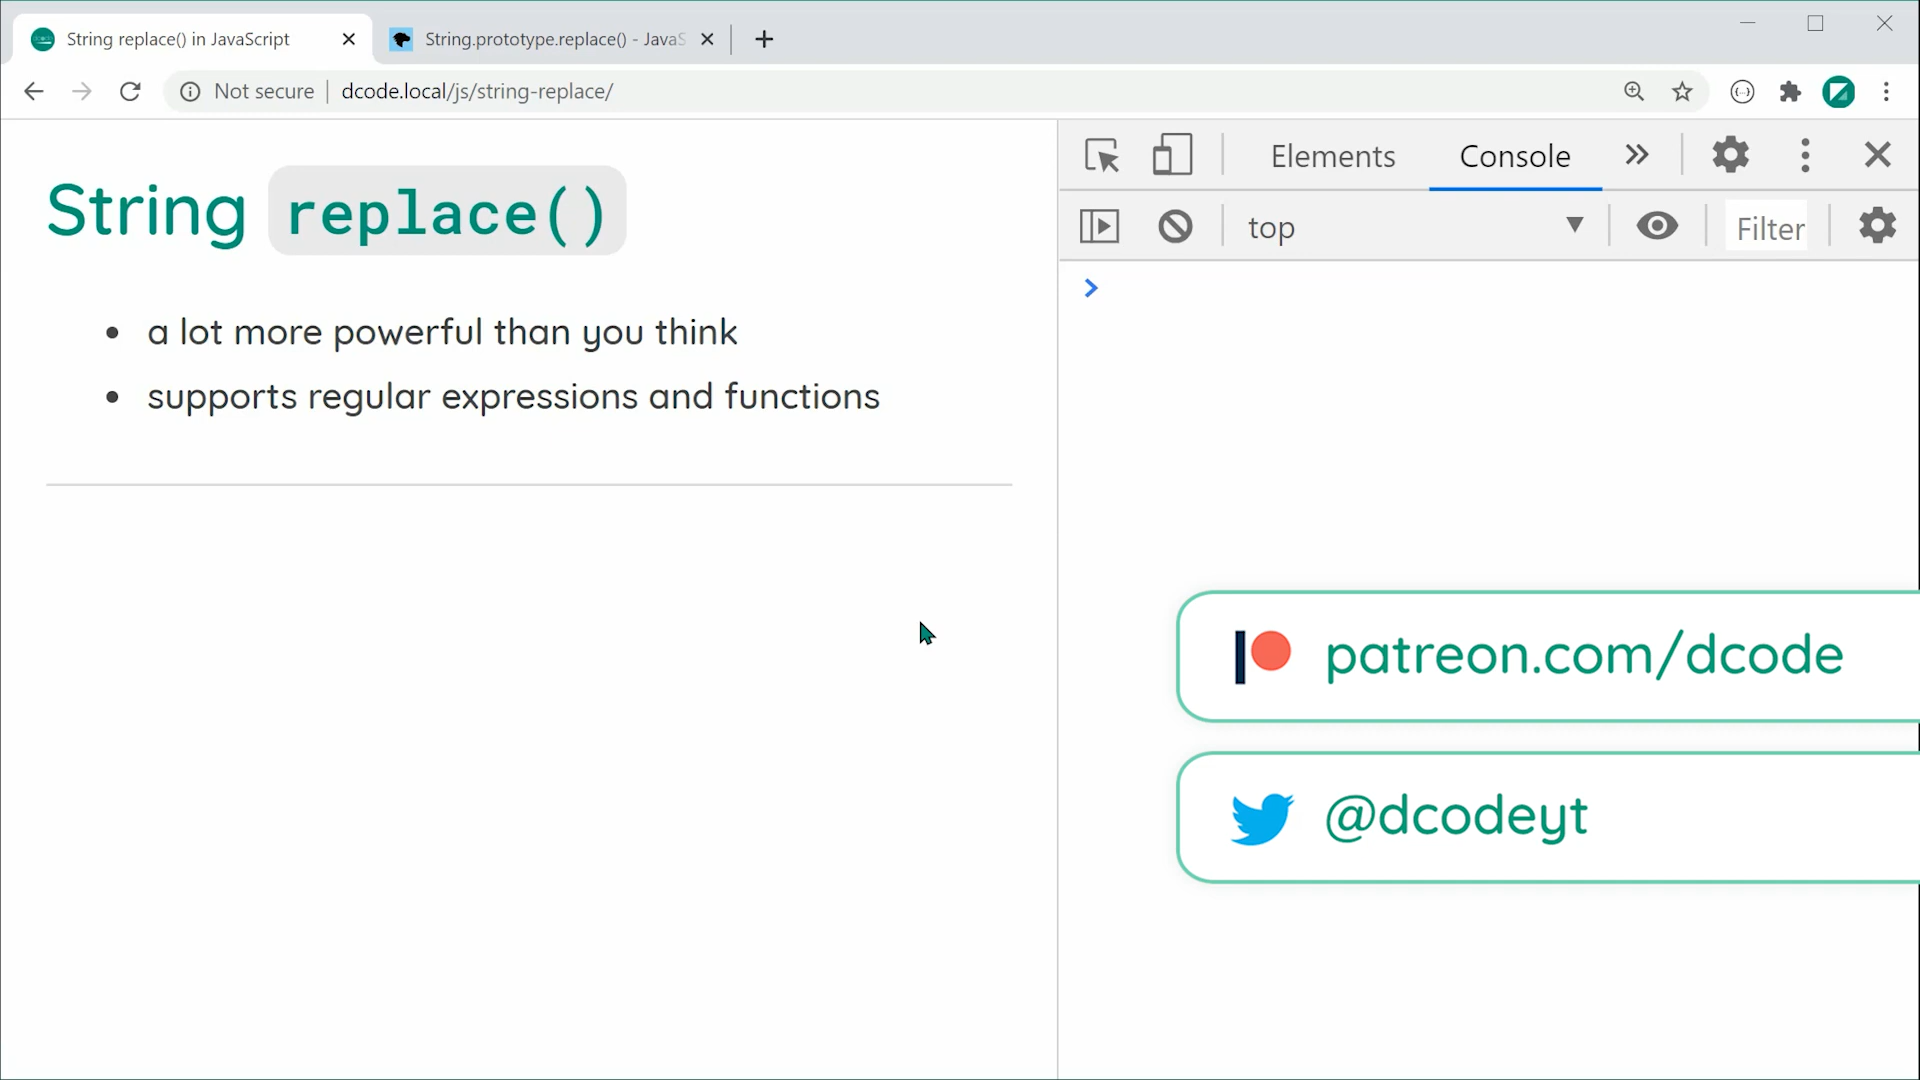 String replace() in JavaScript
String.prototype.replace() - JavaS
Not secure | dcode.local/js/string-replace/
Elements Console
top Filter
String replace()
a lot more powerful than you think
supports regular expressions and functions
patreon.com/dcode
@dcodeyt